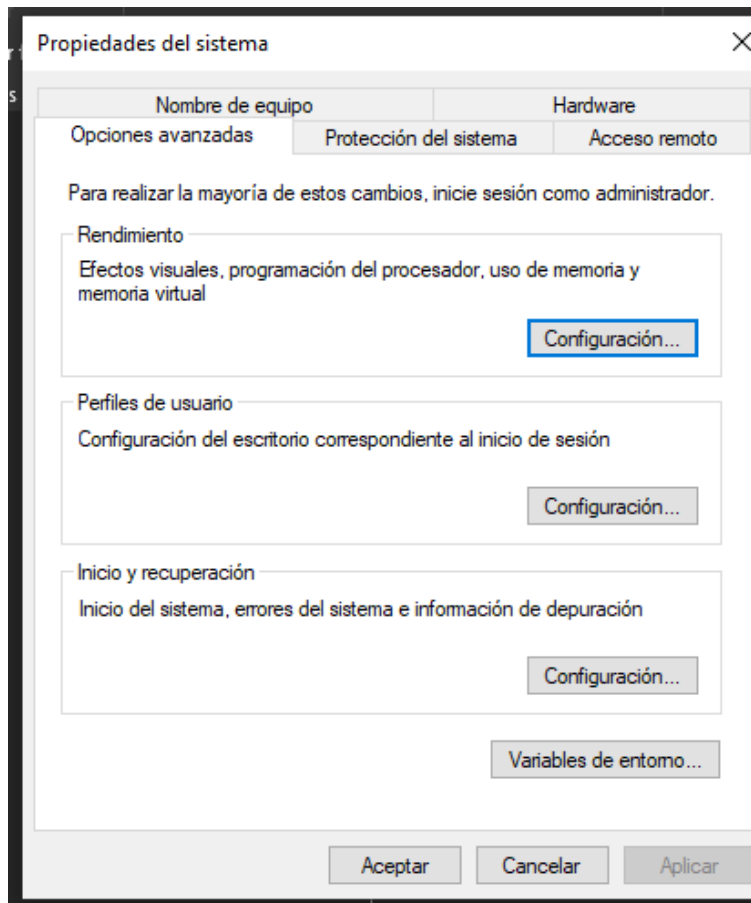 Propiedades del sistema
Nombre de equipo
Hardware
Opciones avanzadas
Protección del sistema
Acceso remoto
Para realizar la mayoría de estos cambios, inicie sesión como administrador.
Rendimiento
Efectos visuales, programación del procesador, uso de memoria y
memoria virtual
Configuración...
Perfiles de usuario
Configuración del escritorio correspondiente al inicio de sesión
Configuración...
Inicio y recuperación
Inicio del sistema, errores del sistema e información de depuración
Configuración...
Variables de entorno...
Aceptar
Cancelar
Aplicar